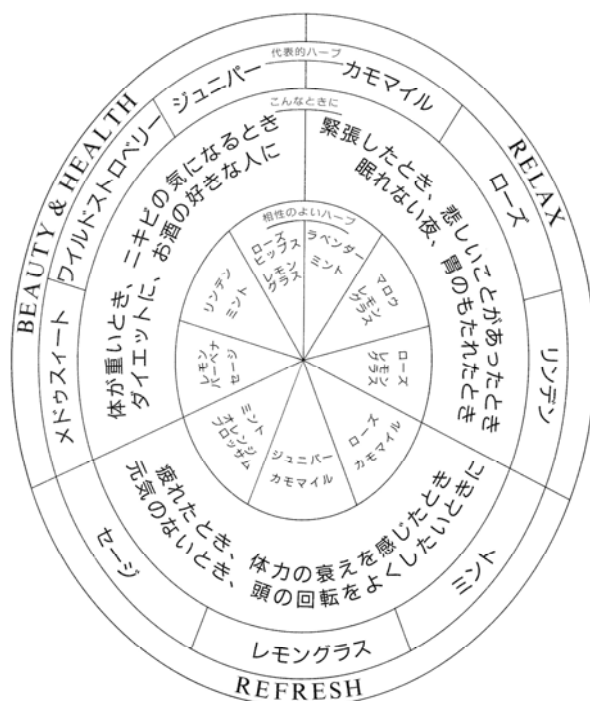 代表的ハーブ
こんなときに
相性のよいハーブ
RELAX
カモマイル
ローズ
リンデン
緊張したとき、悲しいことがあったとき
眠れない夜、胃のもたれたとき
ラベンダー
ミント
マロウ
レモン
グラス
ローズ
レモン
グラス
REFRESH
ミント
レモングラス
セージ
疲れたとき、体力の衰えを感じたとき
元気のないとき、頭の回転をよくしたいときに
ローズ
カモマイル
ジュニパー
カモマイル
ミント
オレンジ
ブロッサム
BEAUTY & HEALTH
メドゥスィート
ワイルドストロベリー
ジュニパー
体が重いとき、ニキビの気になるとき
ダイエットに、お酒の好きな人に
レモン
バーベナ
セージ
リンデン
ミント
ローズ
ヒップス
レモン
グラス